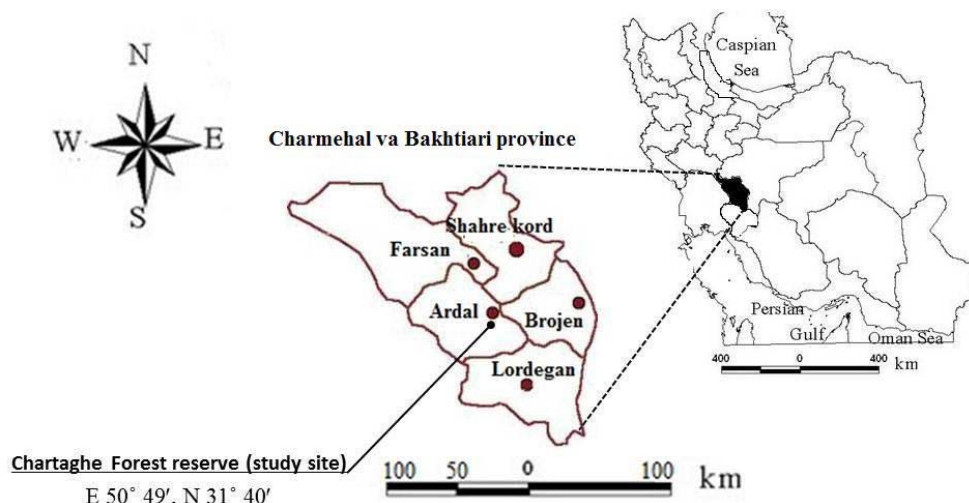 N
W E
S
Caspian
Sea
Charmehal va Bakhtiari province
Shahre kord
Farsan
Ardal
Brojen
Lordegan
Persian
Gulf
Oman Sea
400 0 400
km
Chartaghe Forest reserve (study site)
E 50° 49', N 31° 40'
100 50 0 100
km